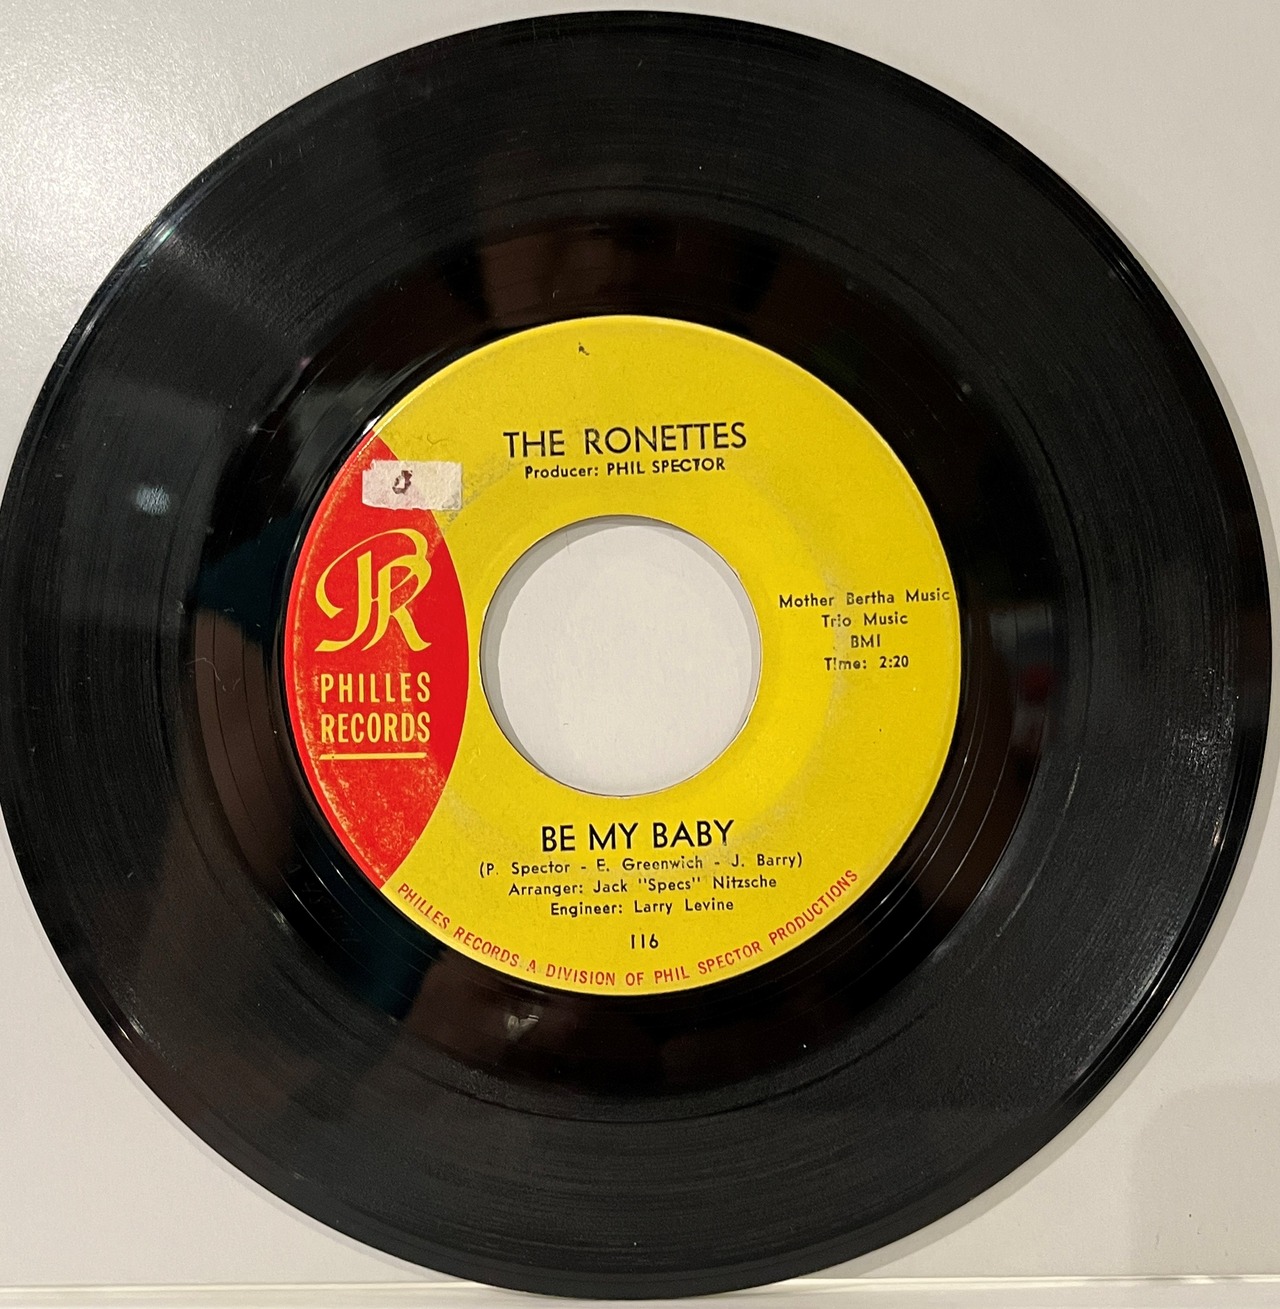 THE RONETTES
Producer: PHIL SPECTOR
PR
PHILLES
RECORDS
Mother Bertha Music
Trio Music
BMI
Time: 2:20
BE MY BABY
(P. Spector - E. Greenwich - J. Barry)
Arranger: Jack "Specs" Nitzsche
Engineer: Larry Levine
116
PHILLES RECORDS A DIVISION OF PHIL SPECTOR PRODUCTIONS